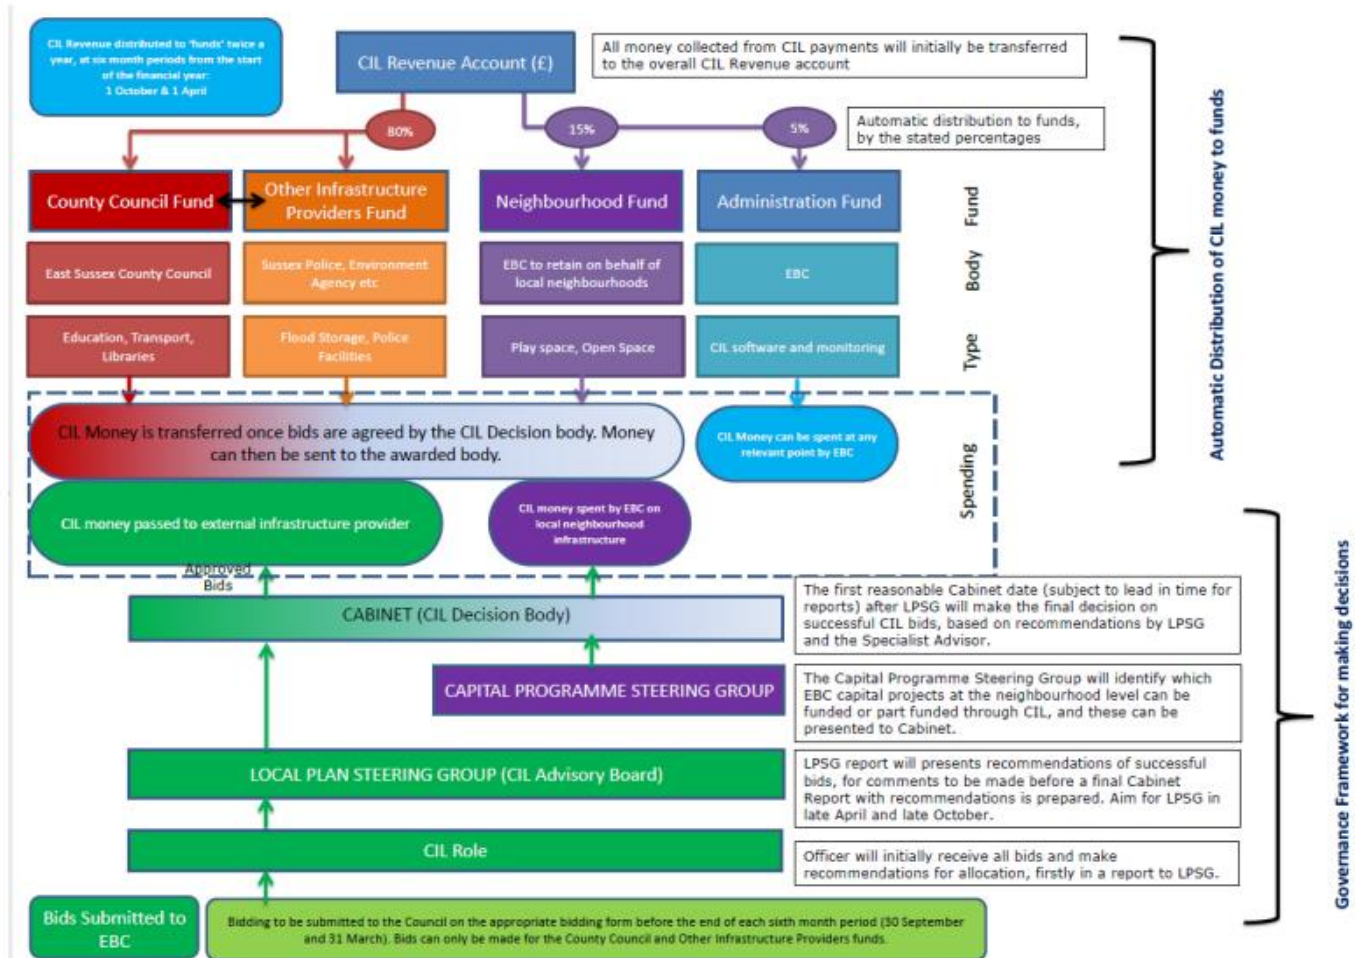 CIL Revenue distributed to 'funds' twice a
year, at six month periods from the start
of the financial year:
1 October & 1 April
CIL Revenue Account (£)
All money collected from CIL payments will initially be transferred
to the overall CIL Revenue account
80%
15%
5%
Automatic distribution to funds,
by the stated percentages
County Council Fund
Other Infrastructure
Providers Fund
Neighbourhood Fund
Administration Fund
Fund
East Sussex County Council
Sussex Police, Environment
Agency etc
EBC to retain on behalf of
local neighbourhoods
EBC
Body
Education, Transport,
Libraries
Flood Storage, Police
Facilities
Play space, Open Space
CIL software and monitoring
Type
Automatic Distribution of CIL money to funds
CIL Money is transferred once bids are agreed by the CIL Decision body. Money
can then be sent to the awarded body.
CIL Money can be spent at any
relevant point by EBC
CIL money passed to external infrastructure provider
CIL money spent by EBC on
local neighbourhood
infrastructure
Spending
Approved
Bids
CABINET (CIL Decision Body)
The first reasonable Cabinet date (subject to lead in time for
reports) after LPSG will make the final decision on
successful CIL bids, based on recommendations by LPSG
and the Specialist Advisor.
CAPITAL PROGRAMME STEERING GROUP
The Capital Programme Steering Group will identify which
EBC capital projects at the neighbourhood level can be
funded or part funded through CIL, and these can be
presented to Cabinet.
LOCAL PLAN STEERING GROUP (CIL Advisory Board)
LPSG report will presents recommendations of successful
bids, for comments to be made before a final Cabinet
Report with recommendations is prepared. Aim for LPSG in
late April and late October.
CIL Role
Officer will initially receive all bids and make
recommendations for allocation, firstly in a report to LPSG.
Governance Framework for making decisions
Bids Submitted to
EBC
Bidding to be submitted to the Council on the appropriate bidding form before the end of each sixth month period (30 September
and 31 March). Bids can only be made for the County Council and Other Infrastructure Providers funds.